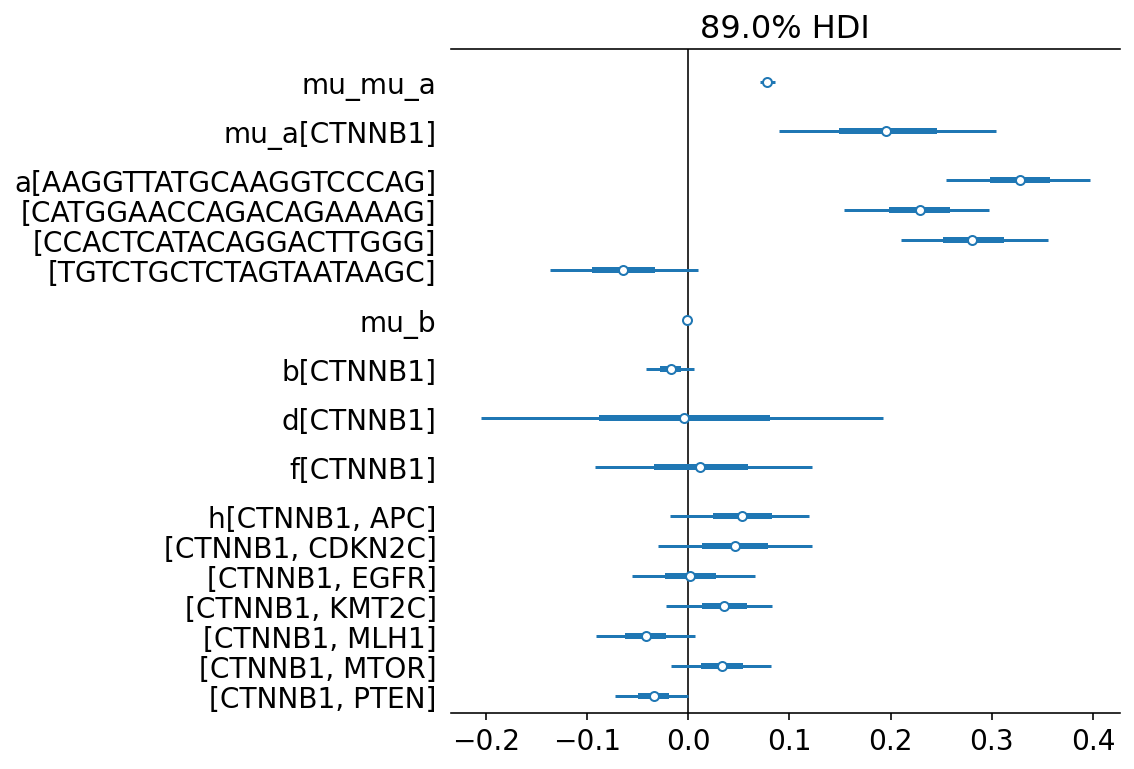 89.0% HDI
mu_mu_a
mu_a[CTNNB1]
a[AAGGTTATGCAAGGTCCCAG]
[CATGGAACCAGACAGAAAAG]
[CCACTCATACAGGACTTGGG]
[TGTCTGCTCTAGTAATAAGC]
mu_b
b[CTNNB1]
d[CTNNB1]
f[CTNNB1]
h[CTNNB1, APC]
[CTNNB1, CDKN2C]
[CTNNB1, EGFR]
[CTNNB1, KMT2C]
[CTNNB1, MLH1]
[CTNNB1, MTOR]
[CTNNB1, PTEN]
−0.2 −0.1 0.0 0.1 0.2 0.3 0.4